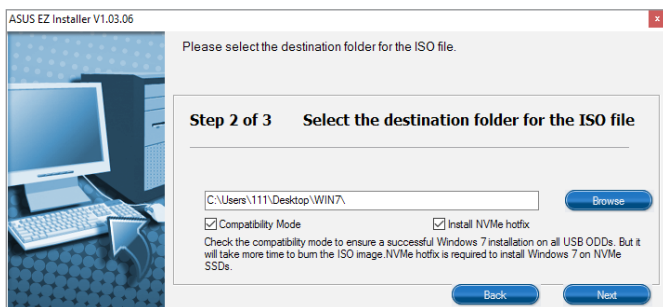 ASUS EZ Installer V1.03.06
x
Please select the destination folder for the ISO file.
Step 2 of 3 Select the destination folder for the ISO file
C:\Users\111\Desktop\WIN7\
Browse
Compatibility Mode
Install NVMe hotfix
Check the compatibility mode to ensure a successful Windows 7 installation on all USB ODDs. But it
will take more time to burn the ISO image.NVMe hotfix is required to install Windows 7 on NVMe
SSDs.
Back
Next